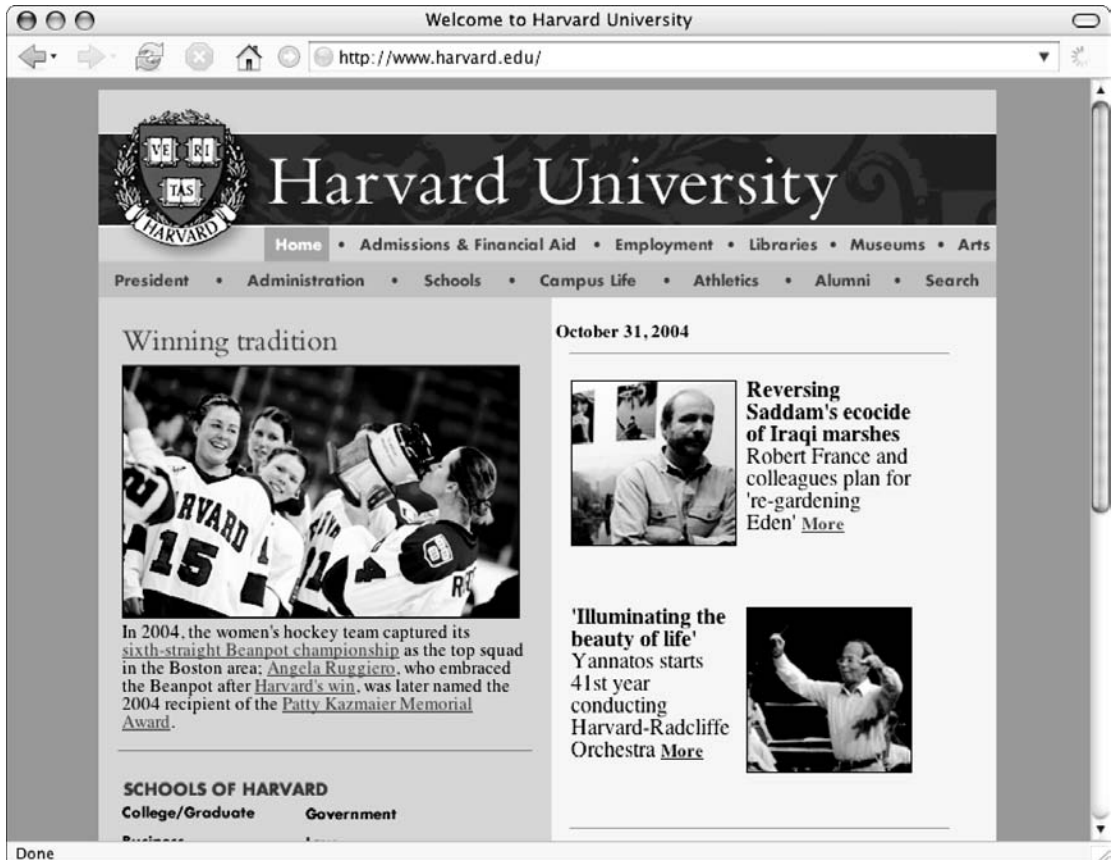 Welcome to Harvard University
http://www.harvard.edu/
VE RI
TAS
HARVARD
Harvard University
Home • Admissions & Financial Aid • Employment • Libraries • Museums • Arts
President • Administration • Schools • Campus Life • Athletics • Alumni • Search
Winning tradition
RVARD
15
11
4
In 2004, the women's hockey team captured its
sixth-straight Beanpot championship as the top squad
in the Boston area; Angela Ruggiero, who embraced
the Beanpot after Harvard's win, was later named the
2004 recipient of the Patty Kazmaier Memorial
Award.
SCHOOLS OF HARVARD
College/Graduate Government
October 31, 2004
Reversing
Saddam's ecocide
of Iraqi marshes
Robert France and
colleagues plan for
're-gardening
Eden' More
'Illuminating the
beauty of life'
Yannatos starts
41st year
conducting
Harvard-Radcliffe
Orchestra More
Done